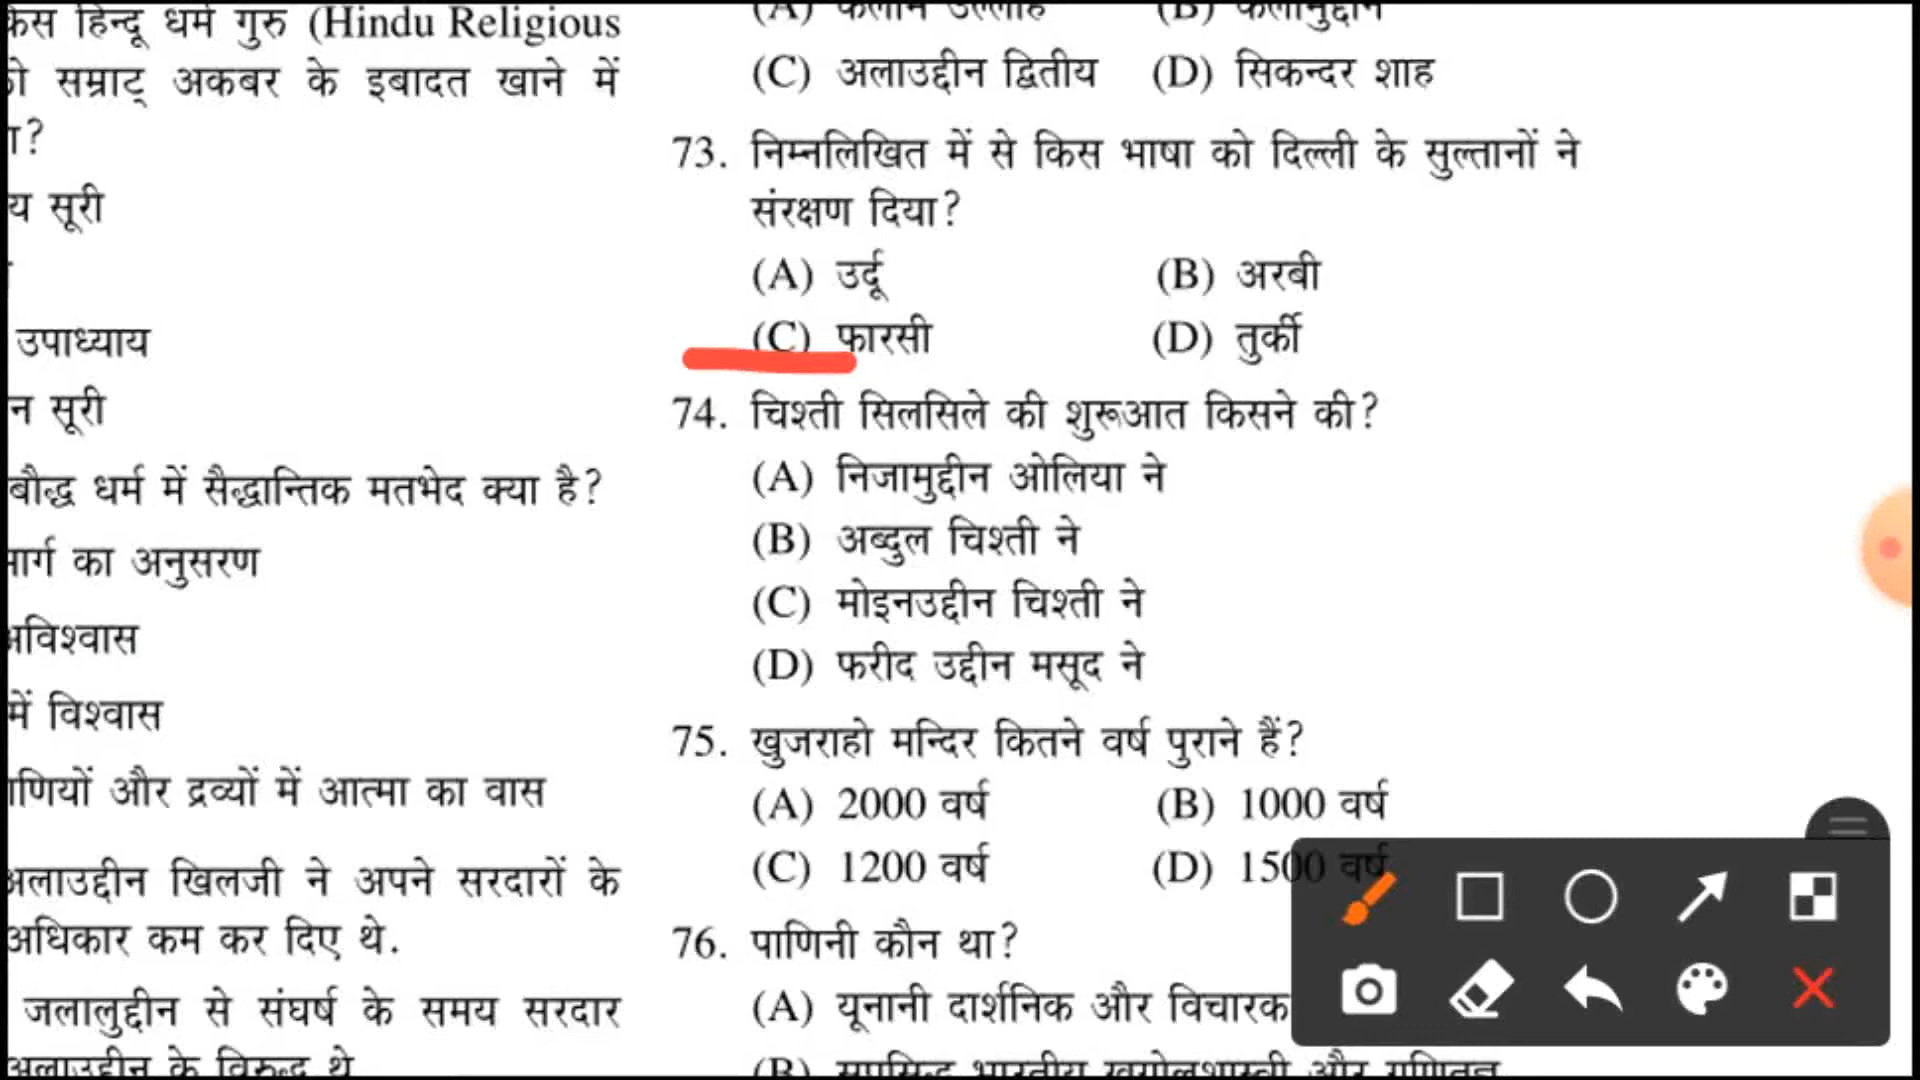 हिन्दू धर्म गुरु (Hindu Religious
सम्राट् अकबर के इबादत खाने में
सूरी
उपाध्याय
सूरी
बौद्ध धर्म में सैद्धान्तिक मतभेद क्या है?
का अनुसरण
में विश्वास
और द्रव्यों में आत्मा का वास
खिलजी ने अपने सरदारों के
अधिकार कम कर दिए थे.
जलालुद्दीन से संघर्ष के समय सरदार
के विरुद्ध थे
(C) अलाउद्दीन द्वितीय (D) सिकन्दर शाह
73. निम्नलिखित में से किस भाषा को दिल्ली के सुल्तानों ने
संरक्षण दिया?
(A) उर्दू (B) अरबी
(C) फारसी (D) तुर्की
74. चिश्ती सिलसिले की शुरूआत किसने की?
(A) निजामुद्दीन ओलिया ने
(B) अब्दुल चिश्ती ने
(C) मोइनउद्दीन चिश्ती ने
(D) फरीद उद्दीन मसूद ने
75. खुजराहो मन्दिर कितने वर्ष पुराने हैं?
(A) 2000 वर्ष (B) 1000 वर्ष
(C) 1200 वर्ष (D) 1500 वर्ष
76. पाणिनी कौन था?
(A) यूनानी दार्शनिक और विचारक